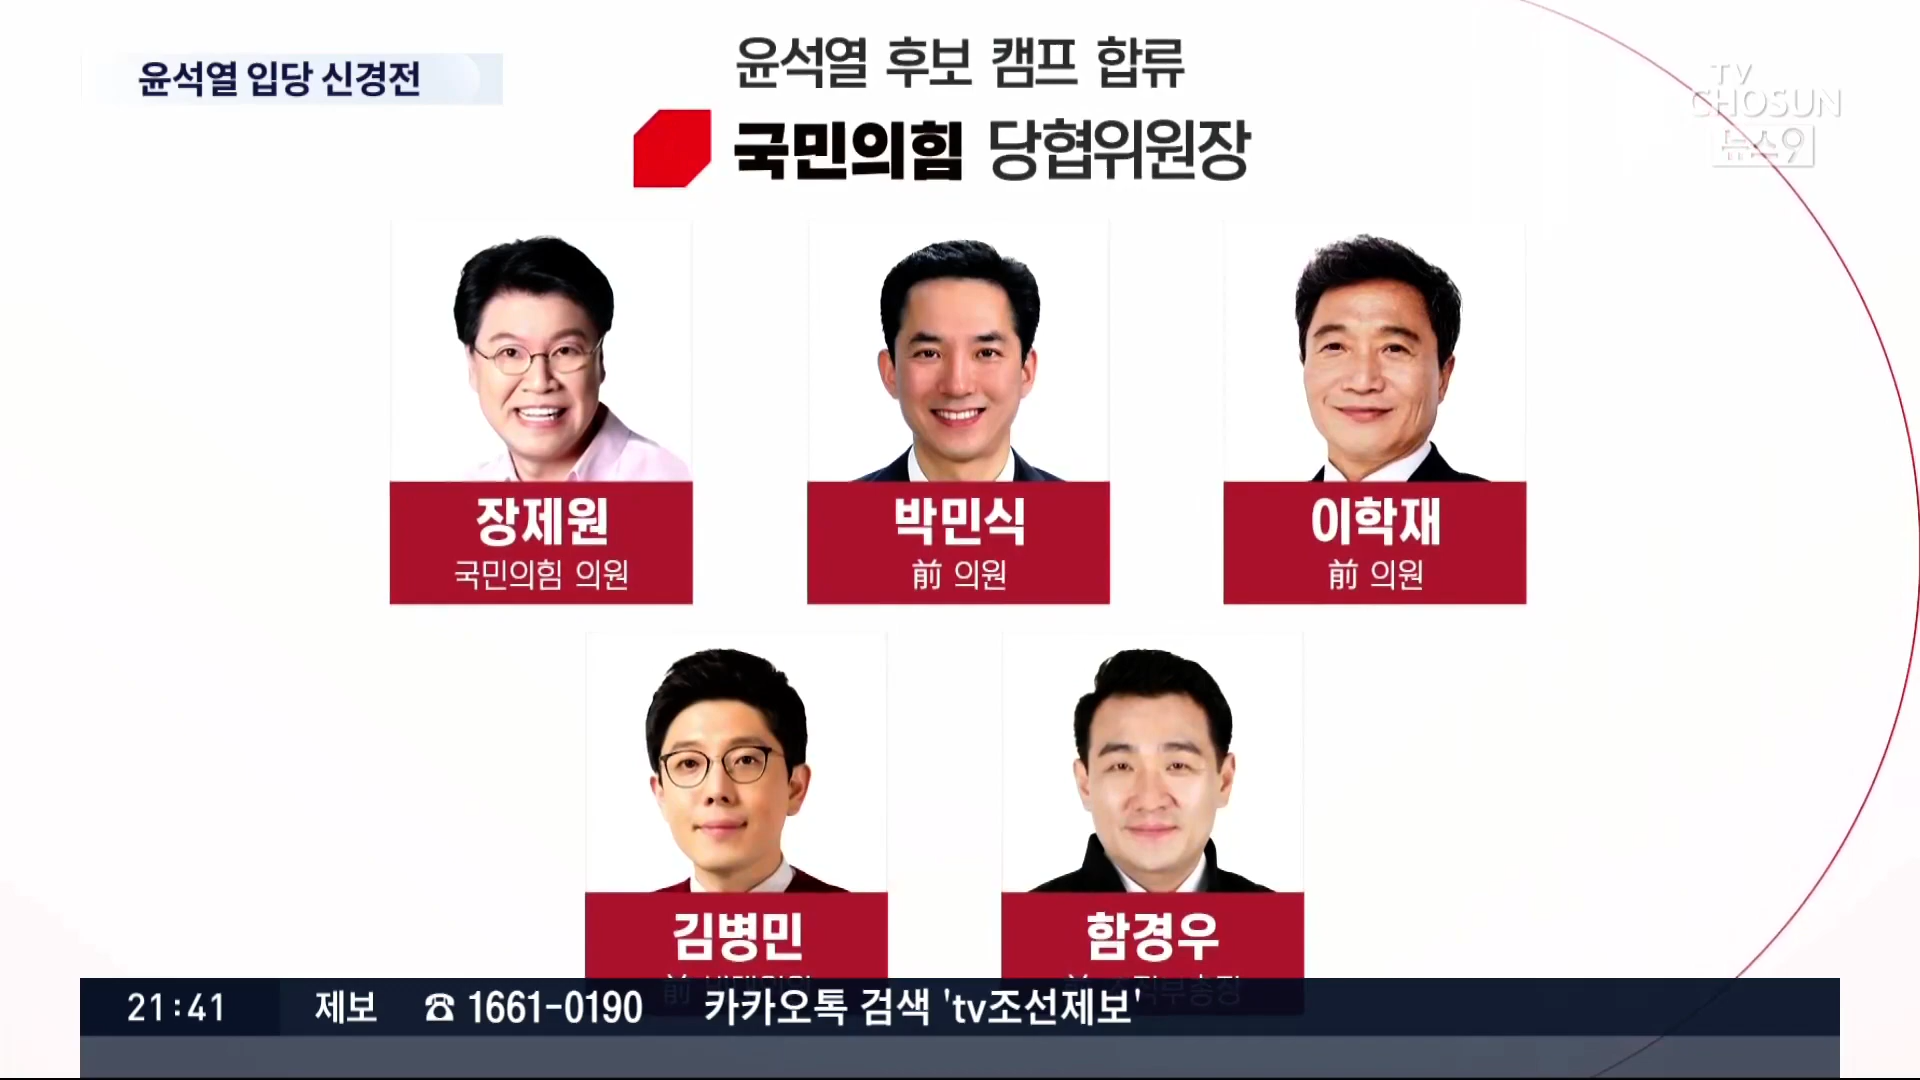 윤석열 입당 신경전
윤석열 후보 캠프 합류
국민의힘 당협위원장
TV
CHOSUN
뉴스9
장제원
국민의힘 의원
박민식
前 의원
이학재
前 의원
김병민
前
함경우
前
21:41 제보 ☎ 1661-0190 카카오톡 검색 'tv조선제보'